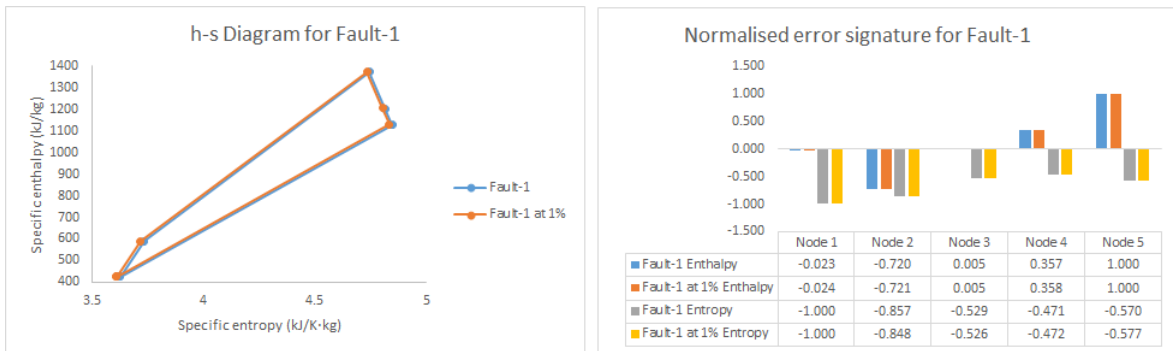 h-s Diagram for Fault-1
Specific enthalpy (kJ/kg)
1400
1300
1200
1100
1000
900
800
700
600
500
400
3.5 4 4.5 5
Specific entropy (kJ/K·kg)
Fault-1
Fault-1 at 1%
Normalised error signature for Fault-1
1.500
1.000
0.500
0.000
-0.500
-1.000
-1.500
Node 1 Node 2 Node 3 Node 4 Node 5
Fault-1 Enthalpy -0.023 -0.720 0.005 0.357 1.000
Fault-1 at 1% Enthalpy -0.024 -0.721 0.005 0.358 1.000
Fault-1 Entropy -1.000 -0.857 -0.529 -0.471 -0.570
Fault-1 at 1% Entropy -1.000 -0.848 -0.526 -0.472 -0.577